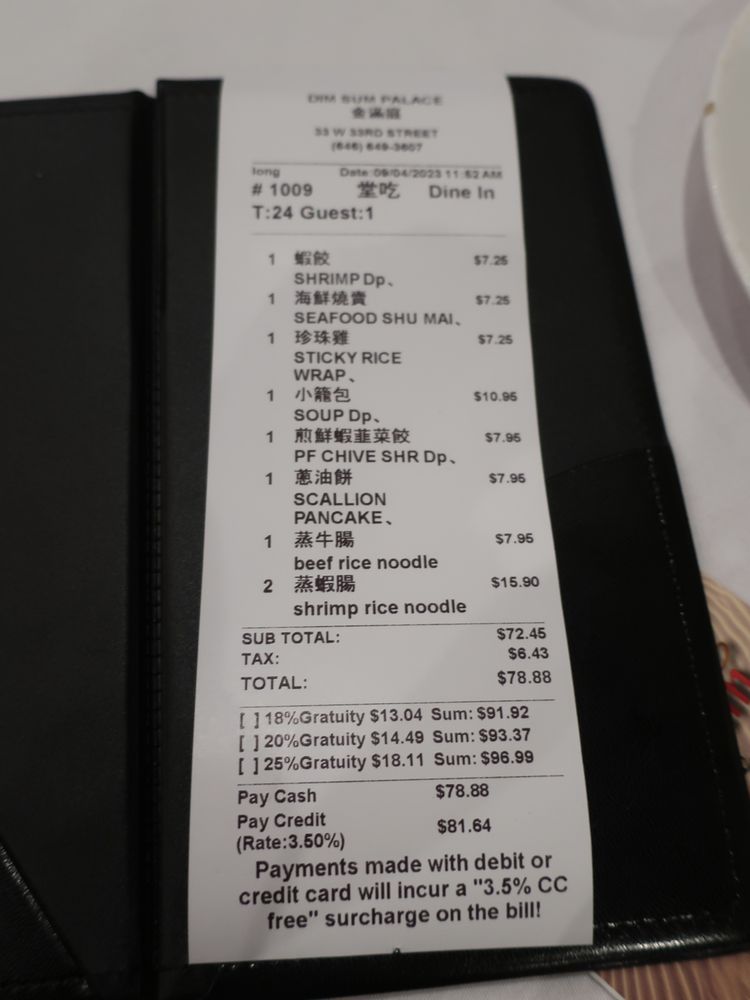 DIM SUM PALACE
金滿庭
33 W 33RD STREET
(646) 649-3607
long Date:09/04/2023 11:52 AM
# 1009 堂吃 Dine In
T:24 Guest:1
1 蝦餃 $7.25
SHRIMP Dp、
1 海鮮燒賣 $7.25
SEAFOOD SHU MAI、
1 珍珠雞 $7.25
STICKY RICE
WRAP、
1 小籠包 $10.95
SOUP Dp、
1 煎鮮蝦韮菜餃 $7.95
PF CHIVE SHR Dp、
1 蔥油餅 $7.95
SCALLION
PANCAKE、
1 蒸牛腸 $7.95
beef rice noodle
2 蒸蝦腸 $15.90
shrimp rice noodle
SUB TOTAL: $72.45
TAX: $6.43
TOTAL: $78.88
[ ] 18%Gratuity $13.04 Sum: $91.92
[ ] 20%Gratuity $14.49 Sum: $93.37
[ ] 25%Gratuity $18.11 Sum: $96.99
Pay Cash $78.88
Pay Credit
(Rate:3.50%) $81.64
Payments made with debit or
credit card will incur a "3.5% CC
free" surcharge on the bill!